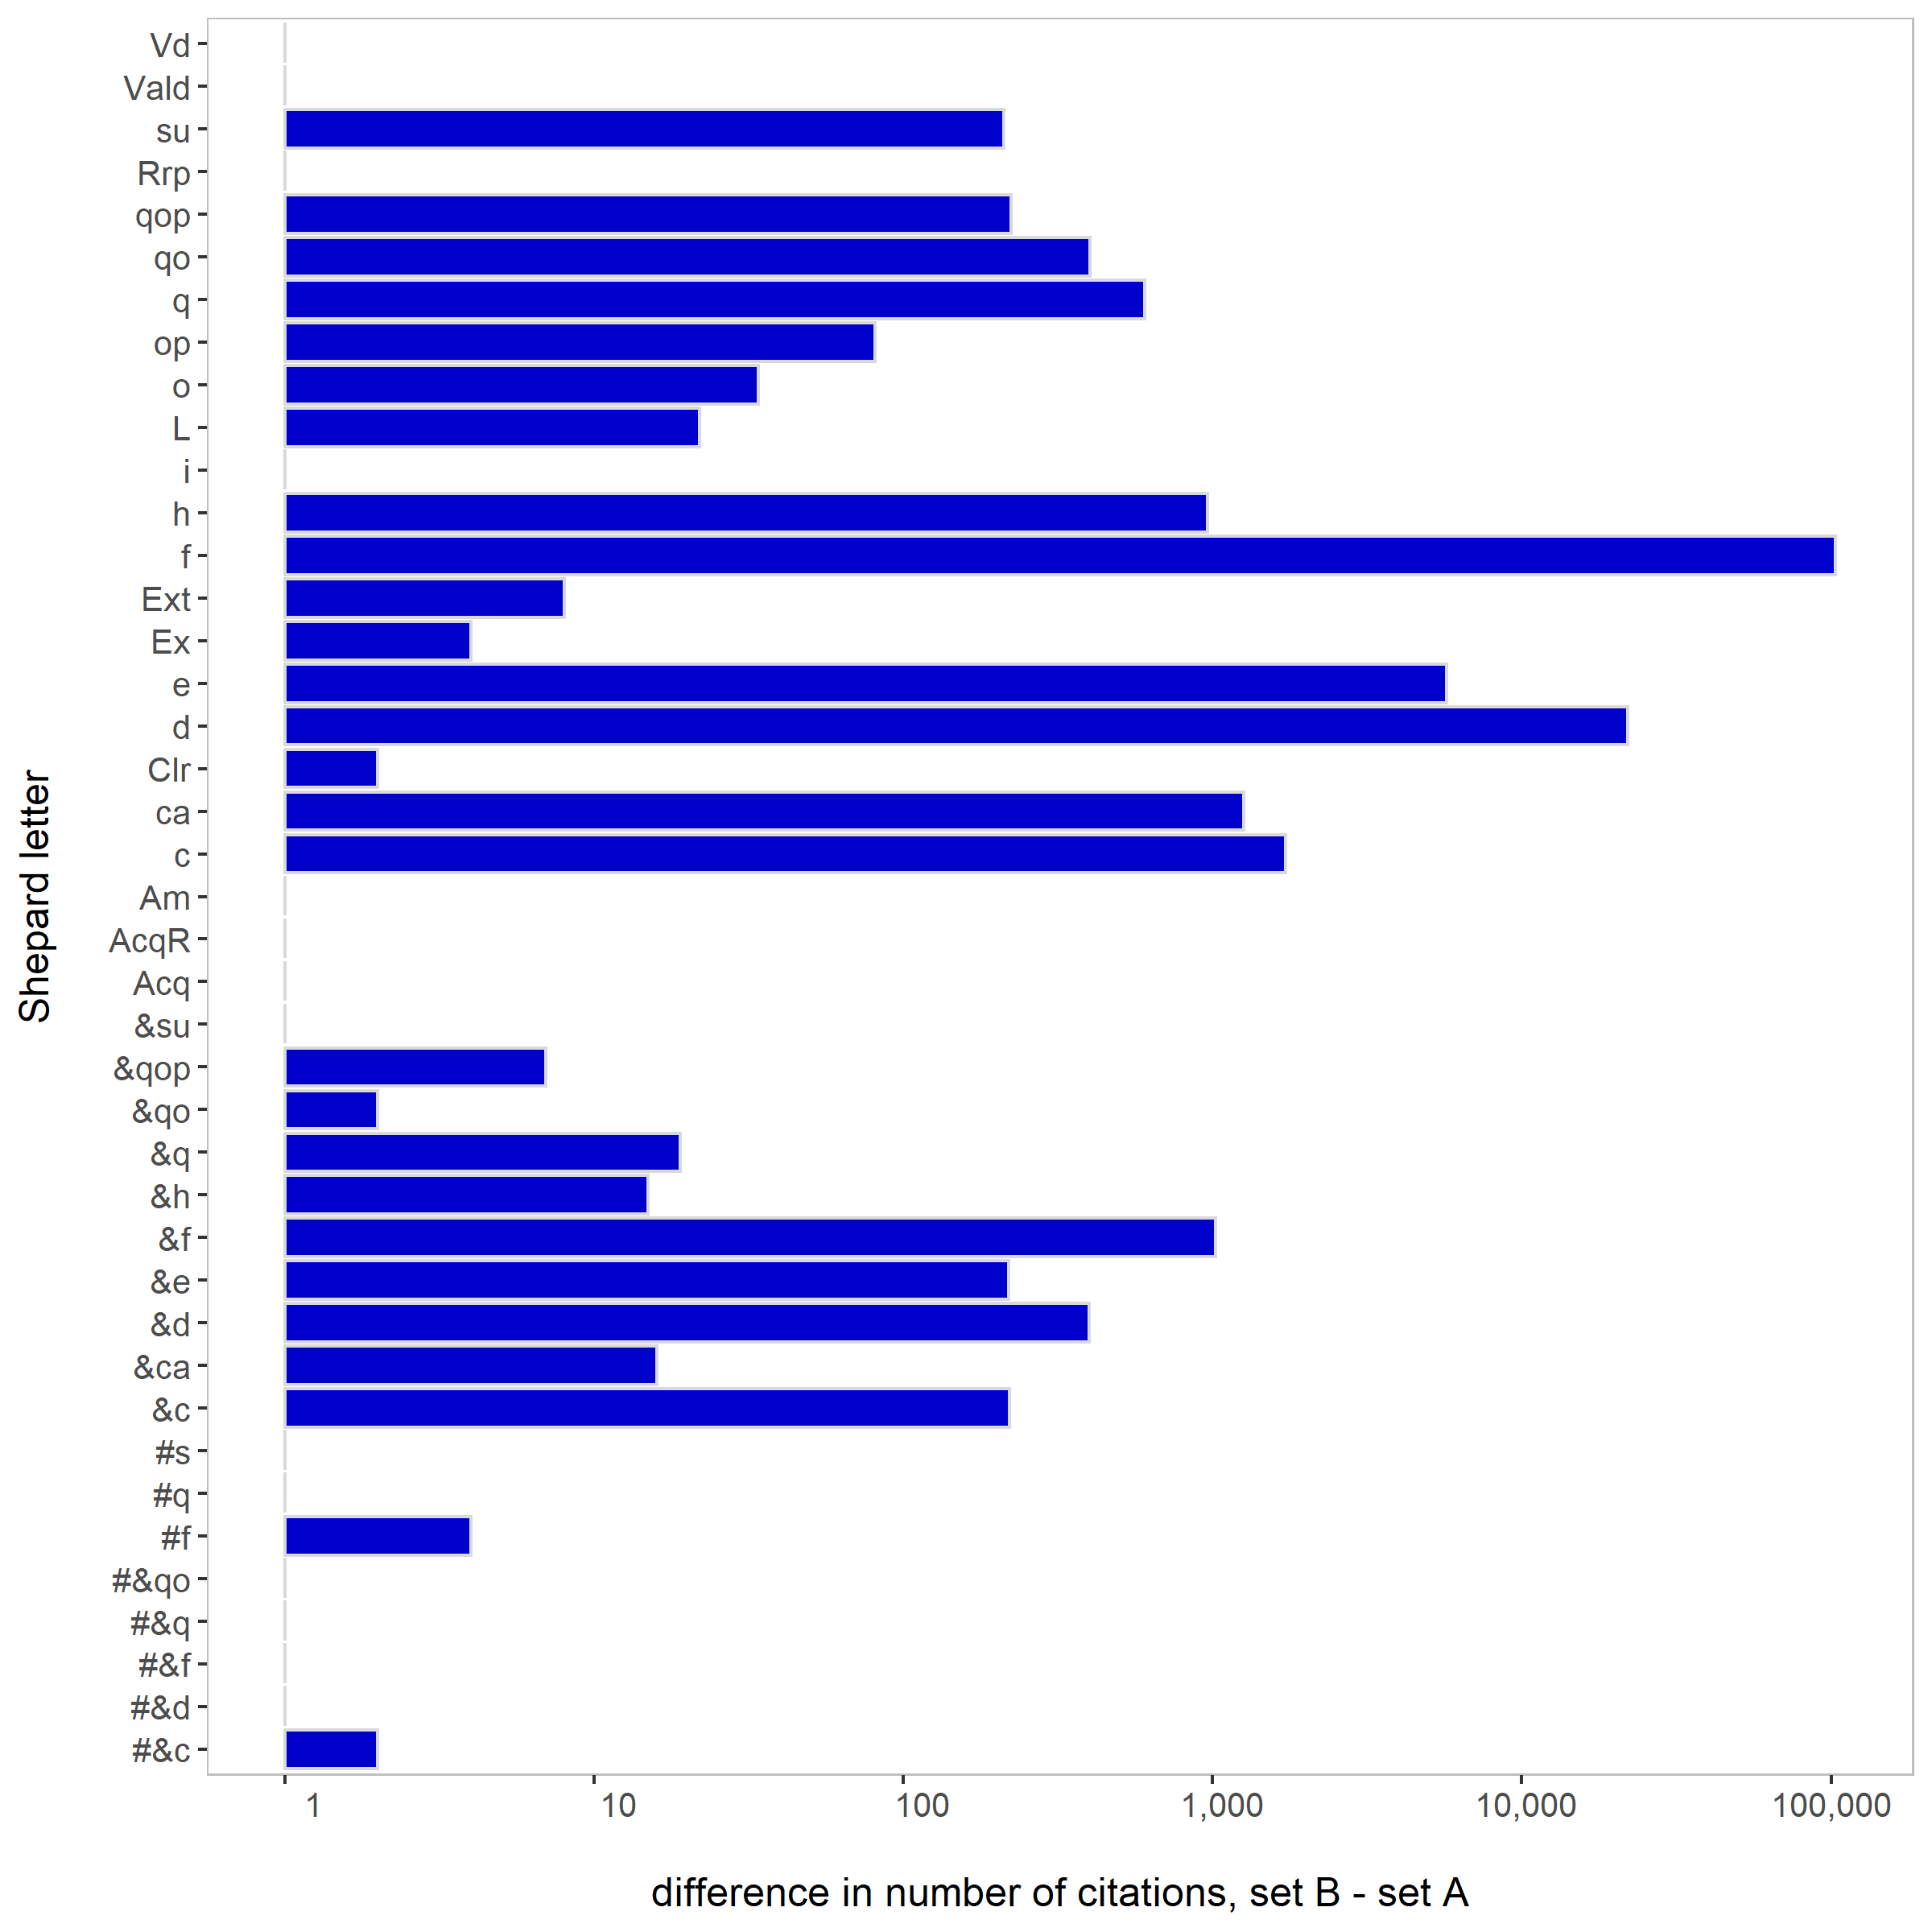 Vd
Vald
su
Rrp
qop
qo
q
op
o
L
i
h
f
Ext
Ex
e
d
Clr
ca
c
Am
AcqR
Acq
&su
&qop
&qo
&q
&h
&f
&e
&d
&ca
&c
#s
#q
#f
#&qo
#&q
#&f
#&d
#&c
Shepard letter
1 10 100 1,000 10,000 100,000
difference in number of citations, set B - set A